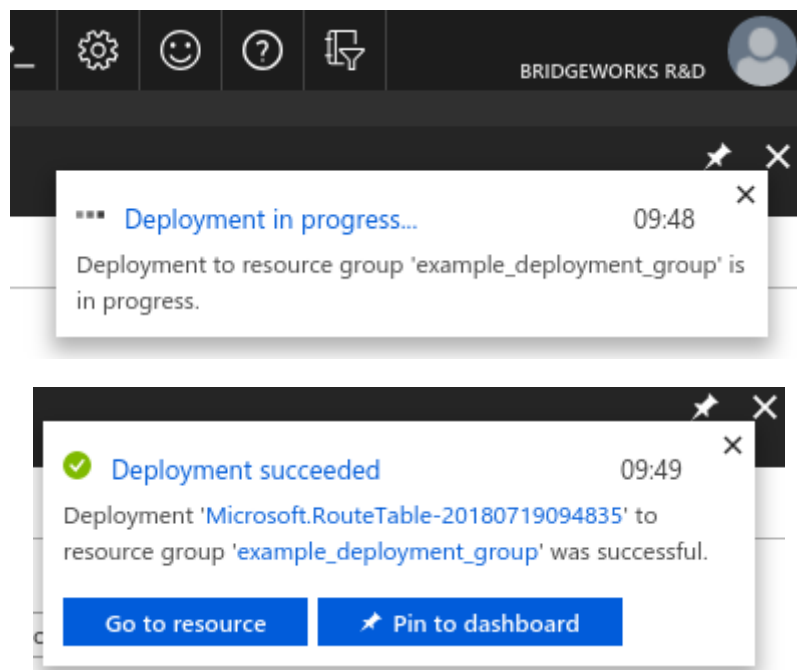 BRIDGEWORKS R&D
Deployment in progress...
09:48
Deployment to resource group 'example_deployment_group' is
in progress.
Deployment succeeded
09:49
Deployment 'Microsoft.RouteTable-20180719094835' to
resource group 'example_deployment_group' was successful.
Go to resource
Pin to dashboard